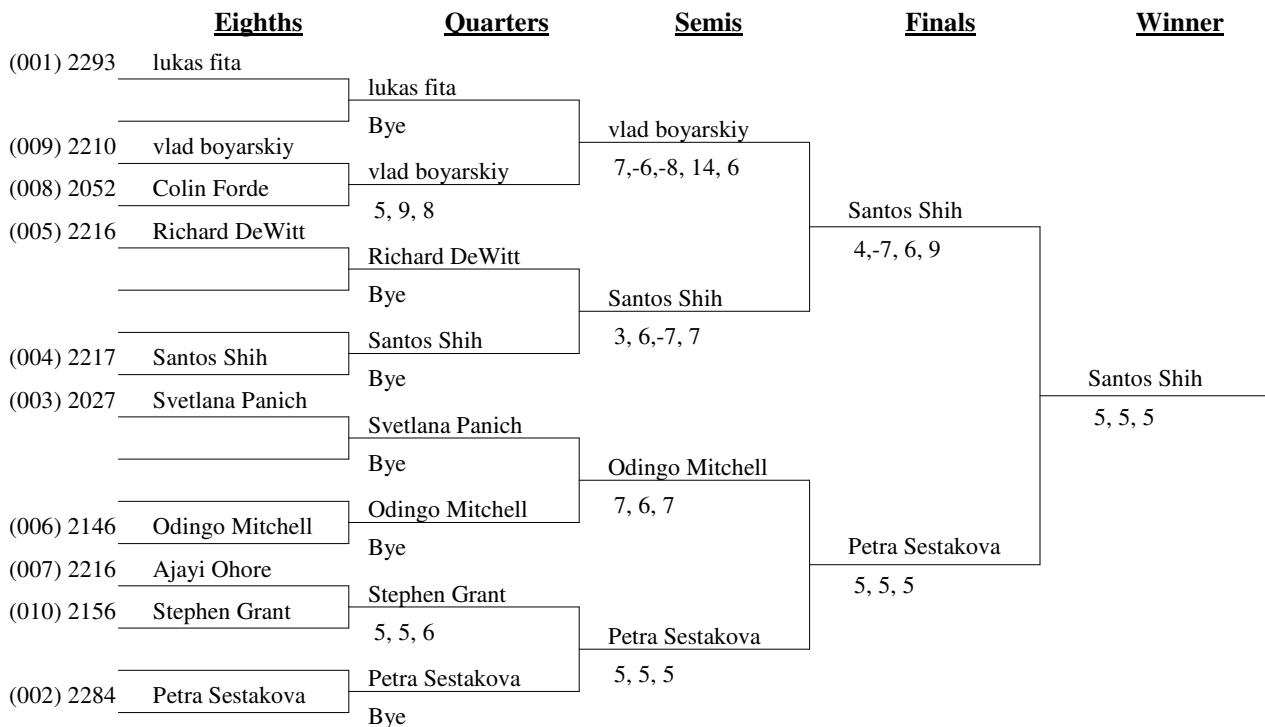 Eighths Quarters Semis Finals Winner
(001) 2293 lukas fita
lukas fita
Bye
vlad boyarskiy
(009) 2210 vlad boyarskiy
7,-6,-8, 14, 6
vlad boyarskiy
(008) 2052 Colin Forde
5, 9, 8
Santos Shih
(005) 2216 Richard DeWitt
4,-7, 6, 9
Richard DeWitt
Bye
Santos Shih
3, 6,-7, 7
Santos Shih
(004) 2217 Santos Shih
Bye
Santos Shih
(003) 2027 Svetlana Panich
5, 5, 5
Svetlana Panich
Bye
Odingo Mitchell
7, 6, 7
Odingo Mitchell
(006) 2146 Odingo Mitchell
Bye
Petra Sestakova
(007) 2216 Ajayi Ohore
5, 5, 5
Stephen Grant
(010) 2156 Stephen Grant
5, 5, 6
Petra Sestakova
5, 5, 5
Petra Sestakova
(002) 2284 Petra Sestakova
Bye